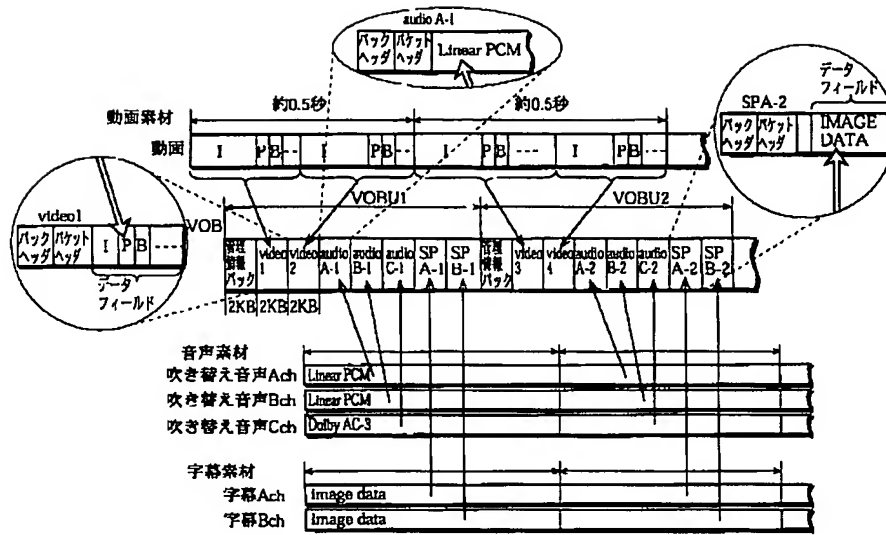 audio A-1
パック ヘッダ パケット ヘッダ Linear PCM
動画素材
約0.5秒 約0.5秒
動画 I P B ... I P B ... I P B ... I P B ...
SPA-2
データ フィールド
パック ヘッダ パケット ヘッダ IMAGE DATA
video1
パック ヘッダ パケット ヘッダ I P B ...
データ フィールド
VOB
VOBU1 VOBU2
管理 情報 パック video 1 video 2 audio A-1 audio B-1 audio C-1 SP A-1 SP B-1 管理 情報 パック video 3 video 4 audio A-2 audio B-2 audio C-2 SP A-2 SP B-2
2KB 2KB 2KB
音声素材
吹き替え音声Ach Linear PCM
吹き替え音声Bch Linear PCM
吹き替え音声Cch Dolby AC-3
字幕素材
字幕Ach image data
字幕Bch image data